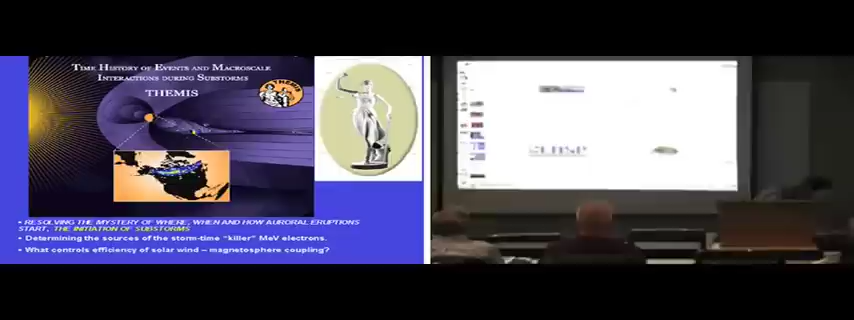 TIME HISTORY OF EVENTS AND MACROSCALE
INTERACTIONS DURING SUBSTORMS
THEMIS
THEMIS
• RESOLVING THE MYSTERY OF WHERE, WHEN AND HOW AURORAL ERUPTIONS
START, THE INITIATION OF SUBSTORMS
• Determining the sources of the storm-time "killer" MeV electrons.
• What controls efficiency of solar wind – magnetosphere coupling?